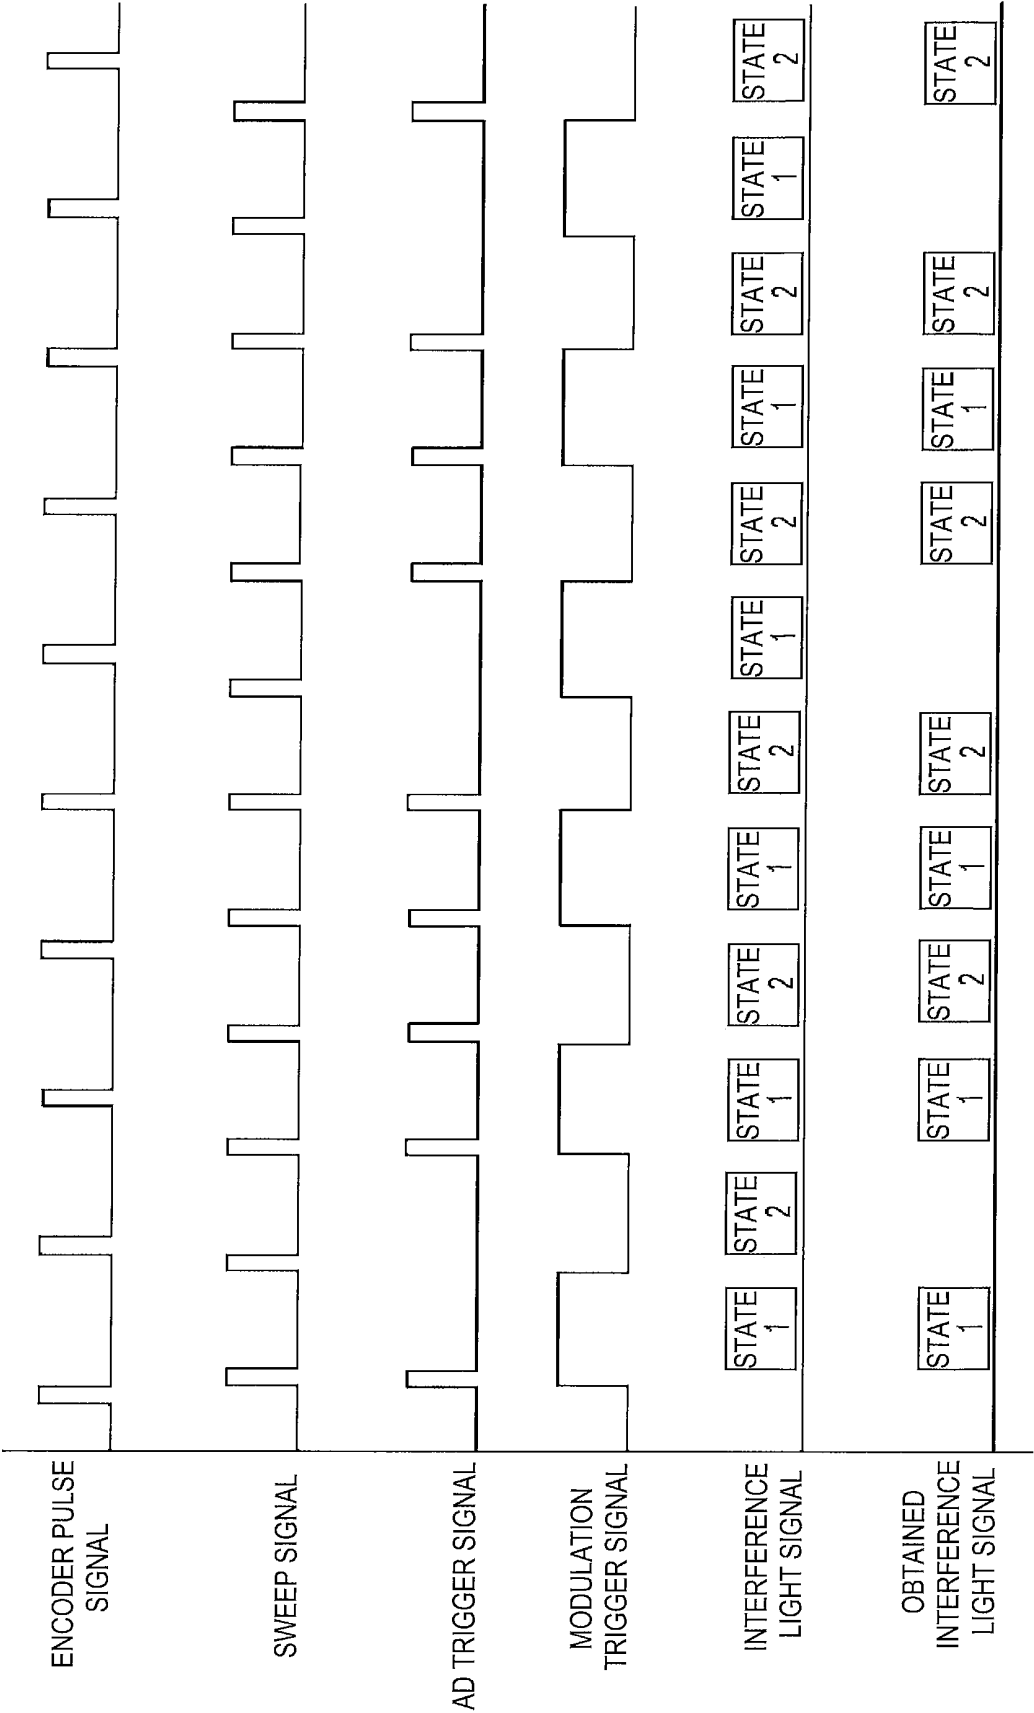 ENCODER PULSE
SIGNAL
SWEEP SIGNAL
AD TRIGGER SIGNAL
MODULATION
TRIGGER SIGNAL
INTERFERENCE
LIGHT SIGNAL
STATE
1
STATE
2
STATE
1
STATE
2
STATE
1
STATE
2
STATE
1
STATE
2
STATE
1
STATE
2
STATE
1
STATE
2
OBTAINED
INTERFERENCE
LIGHT SIGNAL
STATE
1
STATE
1
STATE
2
STATE
1
STATE
2
STATE
2
STATE
1
STATE
2
STATE
2